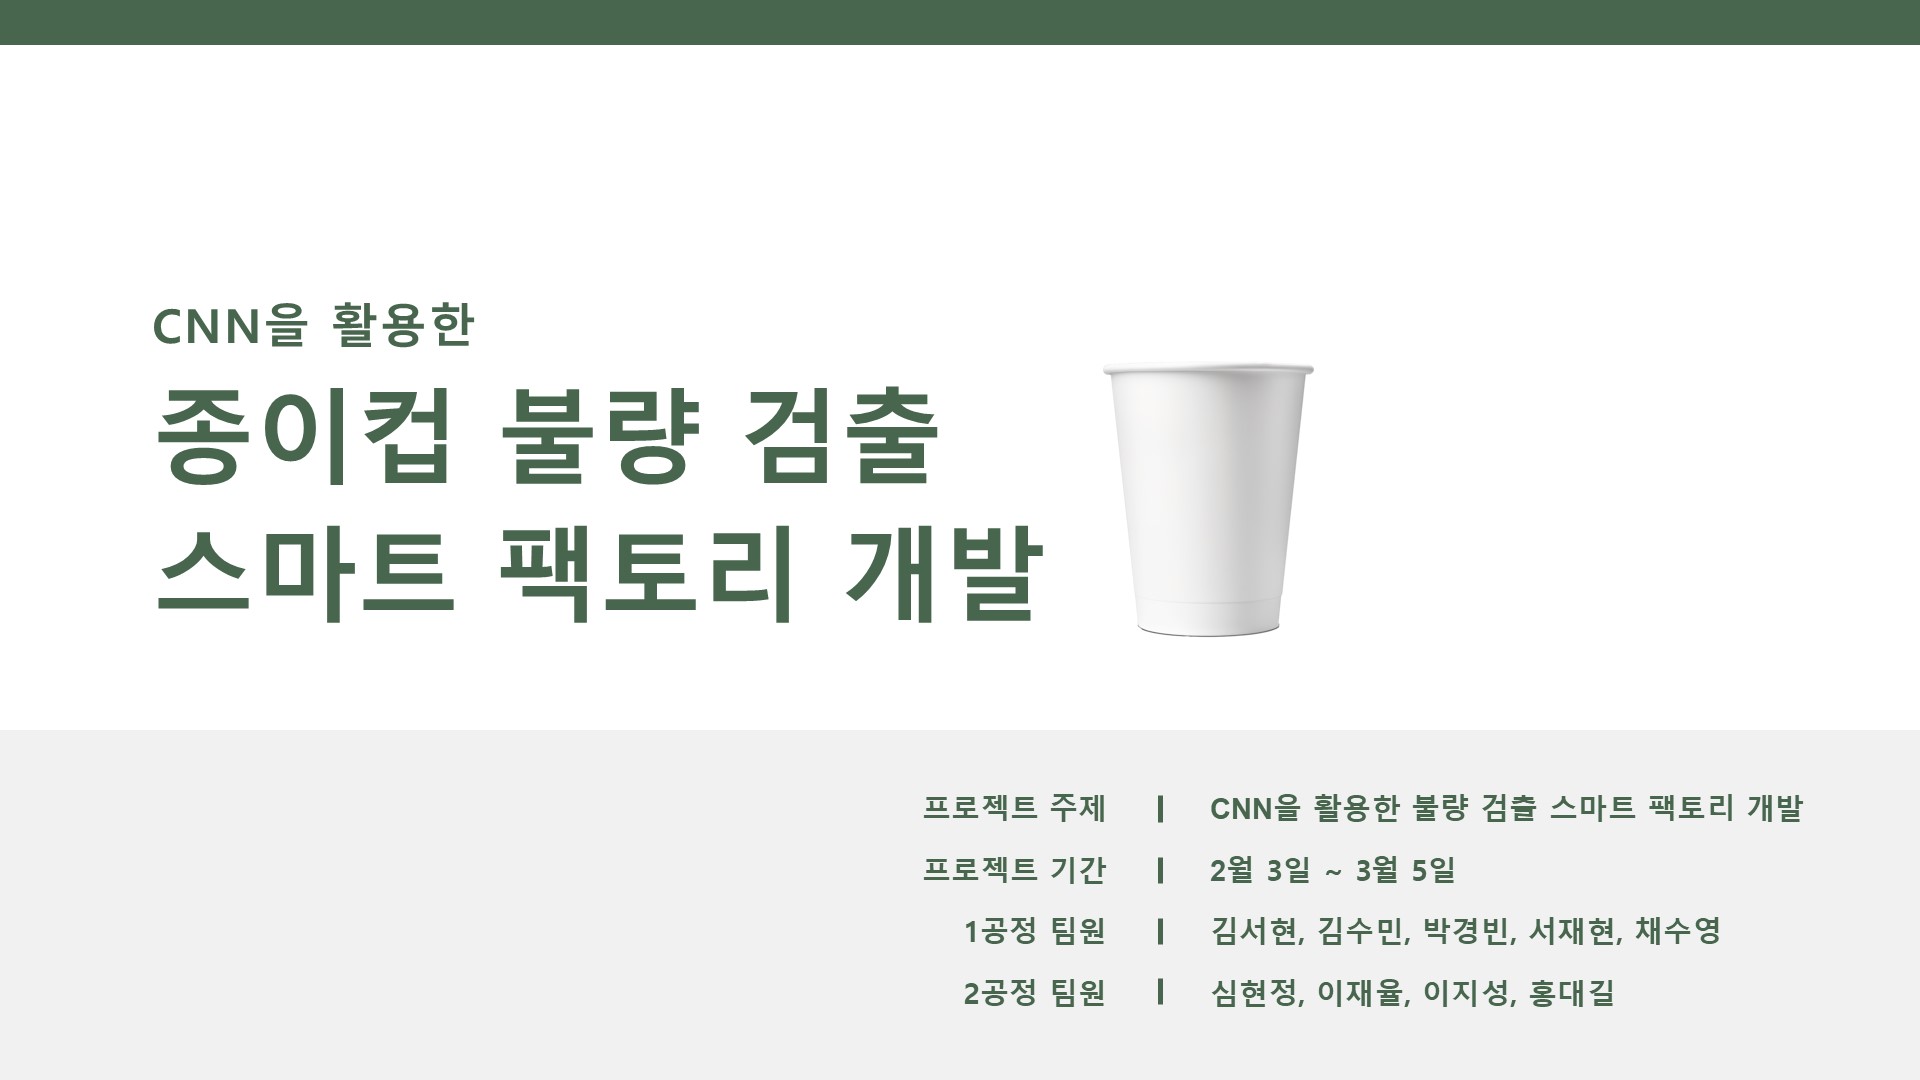 CNN을 활용한
종이컵 불량 검출
스마트 팩토리 개발
프로젝트 주제 | CNN을 활용한 불량 검출 스마트 팩토리 개발
프로젝트 기간 | 2월 3일 ~ 3월 5일
1공정 팀원 | 김서현, 김수민, 박경빈, 서재현, 채수영
2공정 팀원 | 심현정, 이재율, 이지성, 홍대길